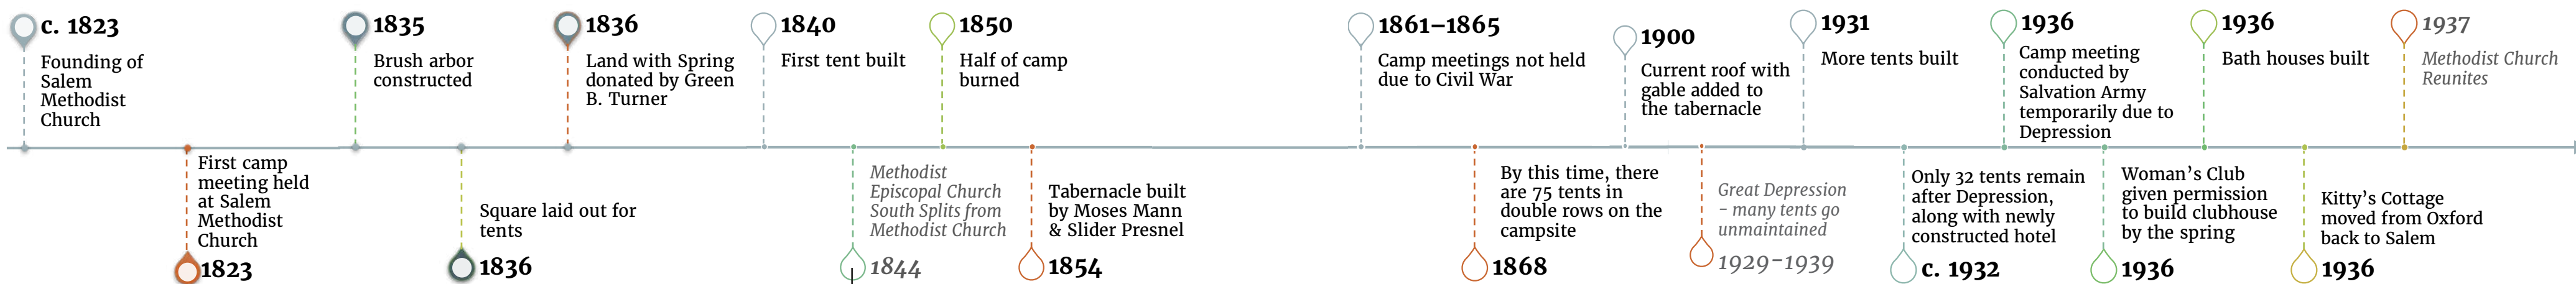 c. 1823
Founding of
Salem
Methodist
Church
First camp
meeting held
at Salem
Methodist
Church
1823
1835
Brush arbor
constructed
Square laid out for
tents
1836
1836
Land with Spring
donated by Green
B. Turner
1840
First tent built
Methodist
Episcopal Church
South Splits from
Methodist Church
1844
1850
Half of camp
burned
Tabernacle built
by Moses Mann
& Slider Presnel
1854
1861–1865
Camp meetings not held
due to Civil War
By this time, there
are 75 tents in
double rows on the
campsite
1868
1900
Current roof with
gable added to
the tabernacle
Great Depression
- many tents go
unmaintained
1929-1939
1931
More tents built
Only 32 tents remain
after Depression,
along with newly
constructed hotel
c. 1932
1936
Camp meeting
conducted by
Salvation Army
temporarily due to
Depression
Woman's Club
given permission
to build clubhouse
by the spring
1936
1936
Bath houses built
Kitty's Cottage
moved from Oxford
back to Salem
1936
1937
Methodist Church
Reunites